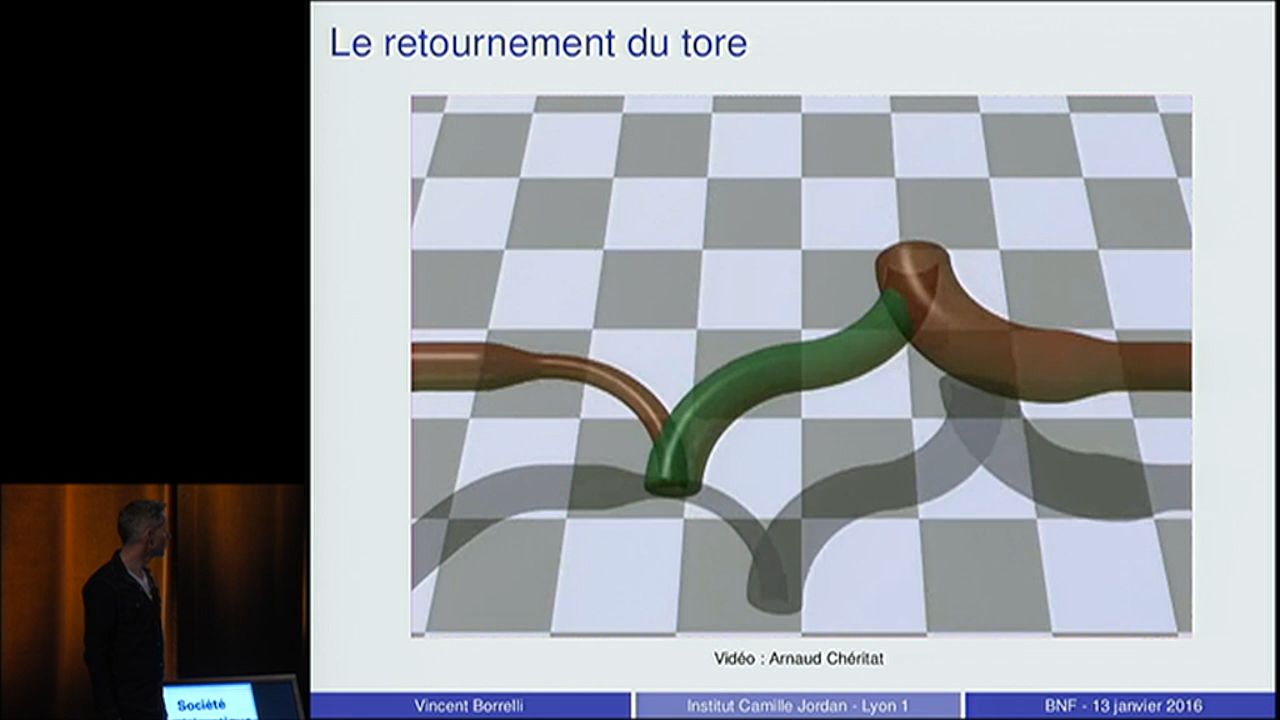 Le retournement du tore
Vidéo : Arnaud Chéritat
Société
Vincent Borrelli
Institut Camille Jordan - Lyon 1
BNF - 13 janvier 2016